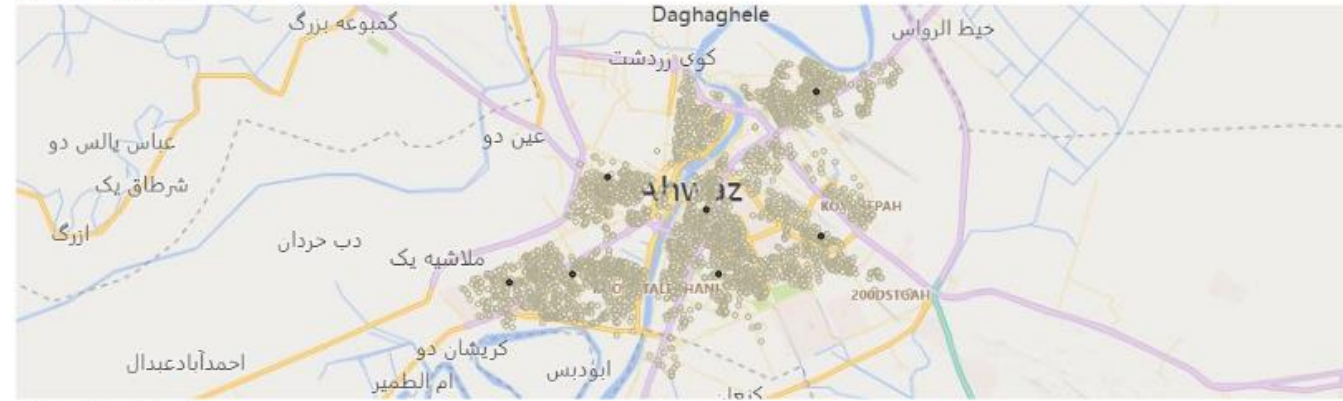 Daghaghele
گمبوعه بزرگ
حیط الرواس
کوی زردشت
عین دو
عباس یالس دو
شرطاق یک
Ahwaz
ازرگ
دب حردان
ملاشیه یک
200DSTGAH
کریشان دو
احمدآبادعبدال
ابودبس
ام الطمیر